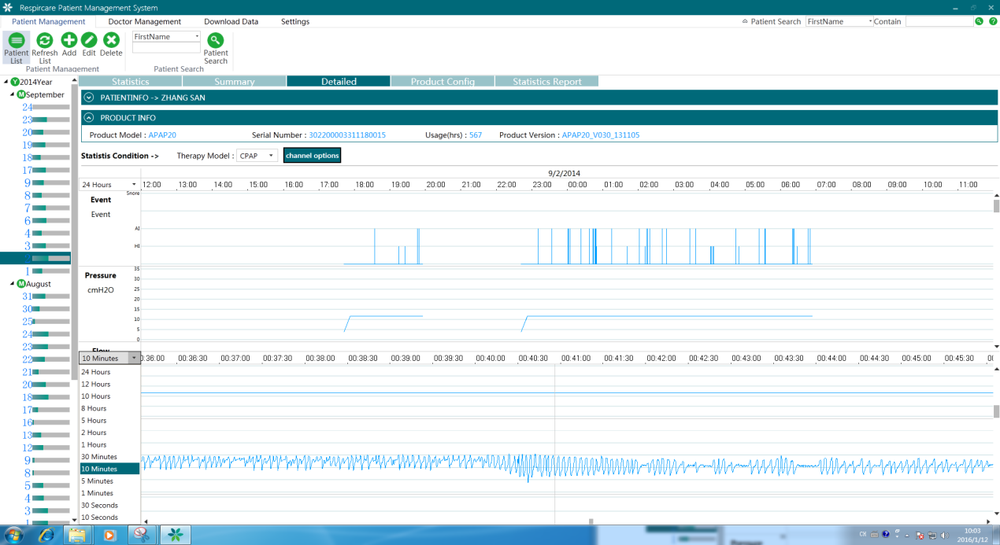 Respircare Patient Management System
Patient Management Doctor Management Download Data Settings Patient Search FirstName Contain
Patient List Refresh List Add Edit Delete FirstName Patient Search
Patient Management Patient Search
2014Year
September
24
23
20
19
18
17
9
8
7
6
4
3
2
1
August
31
30
25
24
23
22
21
20
18
17
16
13
12
9
8
5
4
3
1
Statistics Summary Detailed Product Config Statistics Report
PATIENTINFO -> ZHANG SAN
PRODUCT INFO
Product Model : APAP20 Serial Number : 302200003311180015 Usage(hrs) : 567 Product Version : APAP20_V030_131105
Statistis Condition -> Therapy Model : CPAP channel options
9/2/2014
24 Hours 12:00 13:00 14:00 15:00 16:00 17:00 18:00 19:00 20:00 21:00 22:00 23:00 00:00 01:00 02:00 03:00 04:00 05:00 06:00 07:00 08:00 09:00 10:00 11:00
Snore
Event
Event
AI
HI
Pressure
cmH2O
35
30
25
20
15
10
5
0
Flow
10 Minutes 0:38:00 00:36:30 00:37:00 00:37:30 00:38:00 00:38:30 00:39:00 00:39:30 00:40:00 00:40:30 00:41:00 00:41:30 00:42:00 00:42:30 00:43:00 00:43:30 00:44:00 00:44:30 00:45:00 00:45:30
24 Hours
12 Hours
10 Hours
8 Hours
5 Hours
2 Hours
1 Hours
30 Minutes
10 Minutes
5 Minutes
1 Minutes
30 Seconds
10 Seconds
CH
10:03
2016/1/12